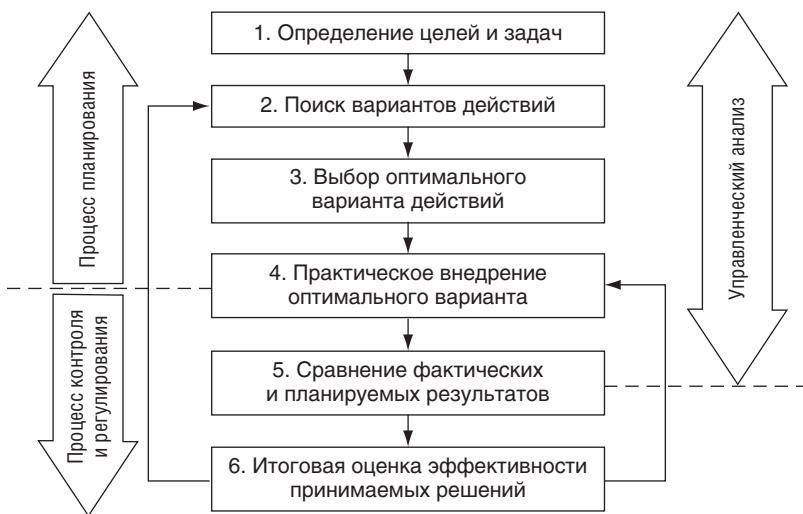 1. Определение целей и задач
2. Поиск вариантов действий
3. Выбор оптимального
варианта действий
4. Практическое внедрение
оптимального варианта
5. Сравнение фактических
и планируемых результатов
6. Итоговая оценка эффективности
принимаемых решений
Процесс планирования
Процесс контроля
и регулирования
Управленческий анализ